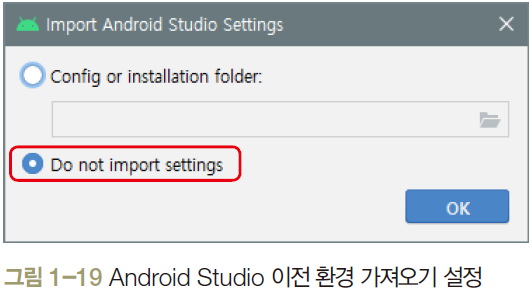 Import Android Studio Settings
Config or installation folder:
Do not import settings
OK
그림 1-19 Android Studio 이전 환경 가져오기 설정